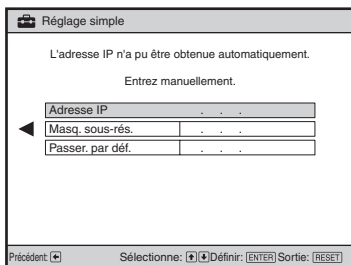 Réglage simple
L'adresse IP n'a pu être obtenue automatiquement.
Entrez manuellement.
Adresse IP . . .
Masq. sous-rés. . . .
Passer. par déf. . . .
Précédent: Sélectionne: Définir: ENTER Sortie: RESET